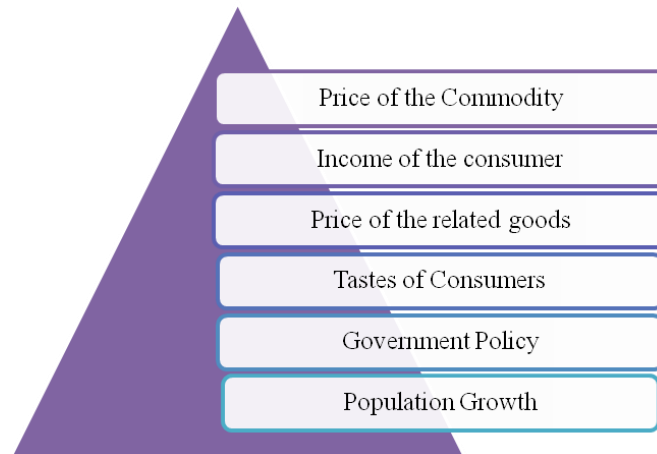 Price of the Commodity
Income of the consumer
Price of the related goods
Tastes of Consumers
Government Policy
Population Growth